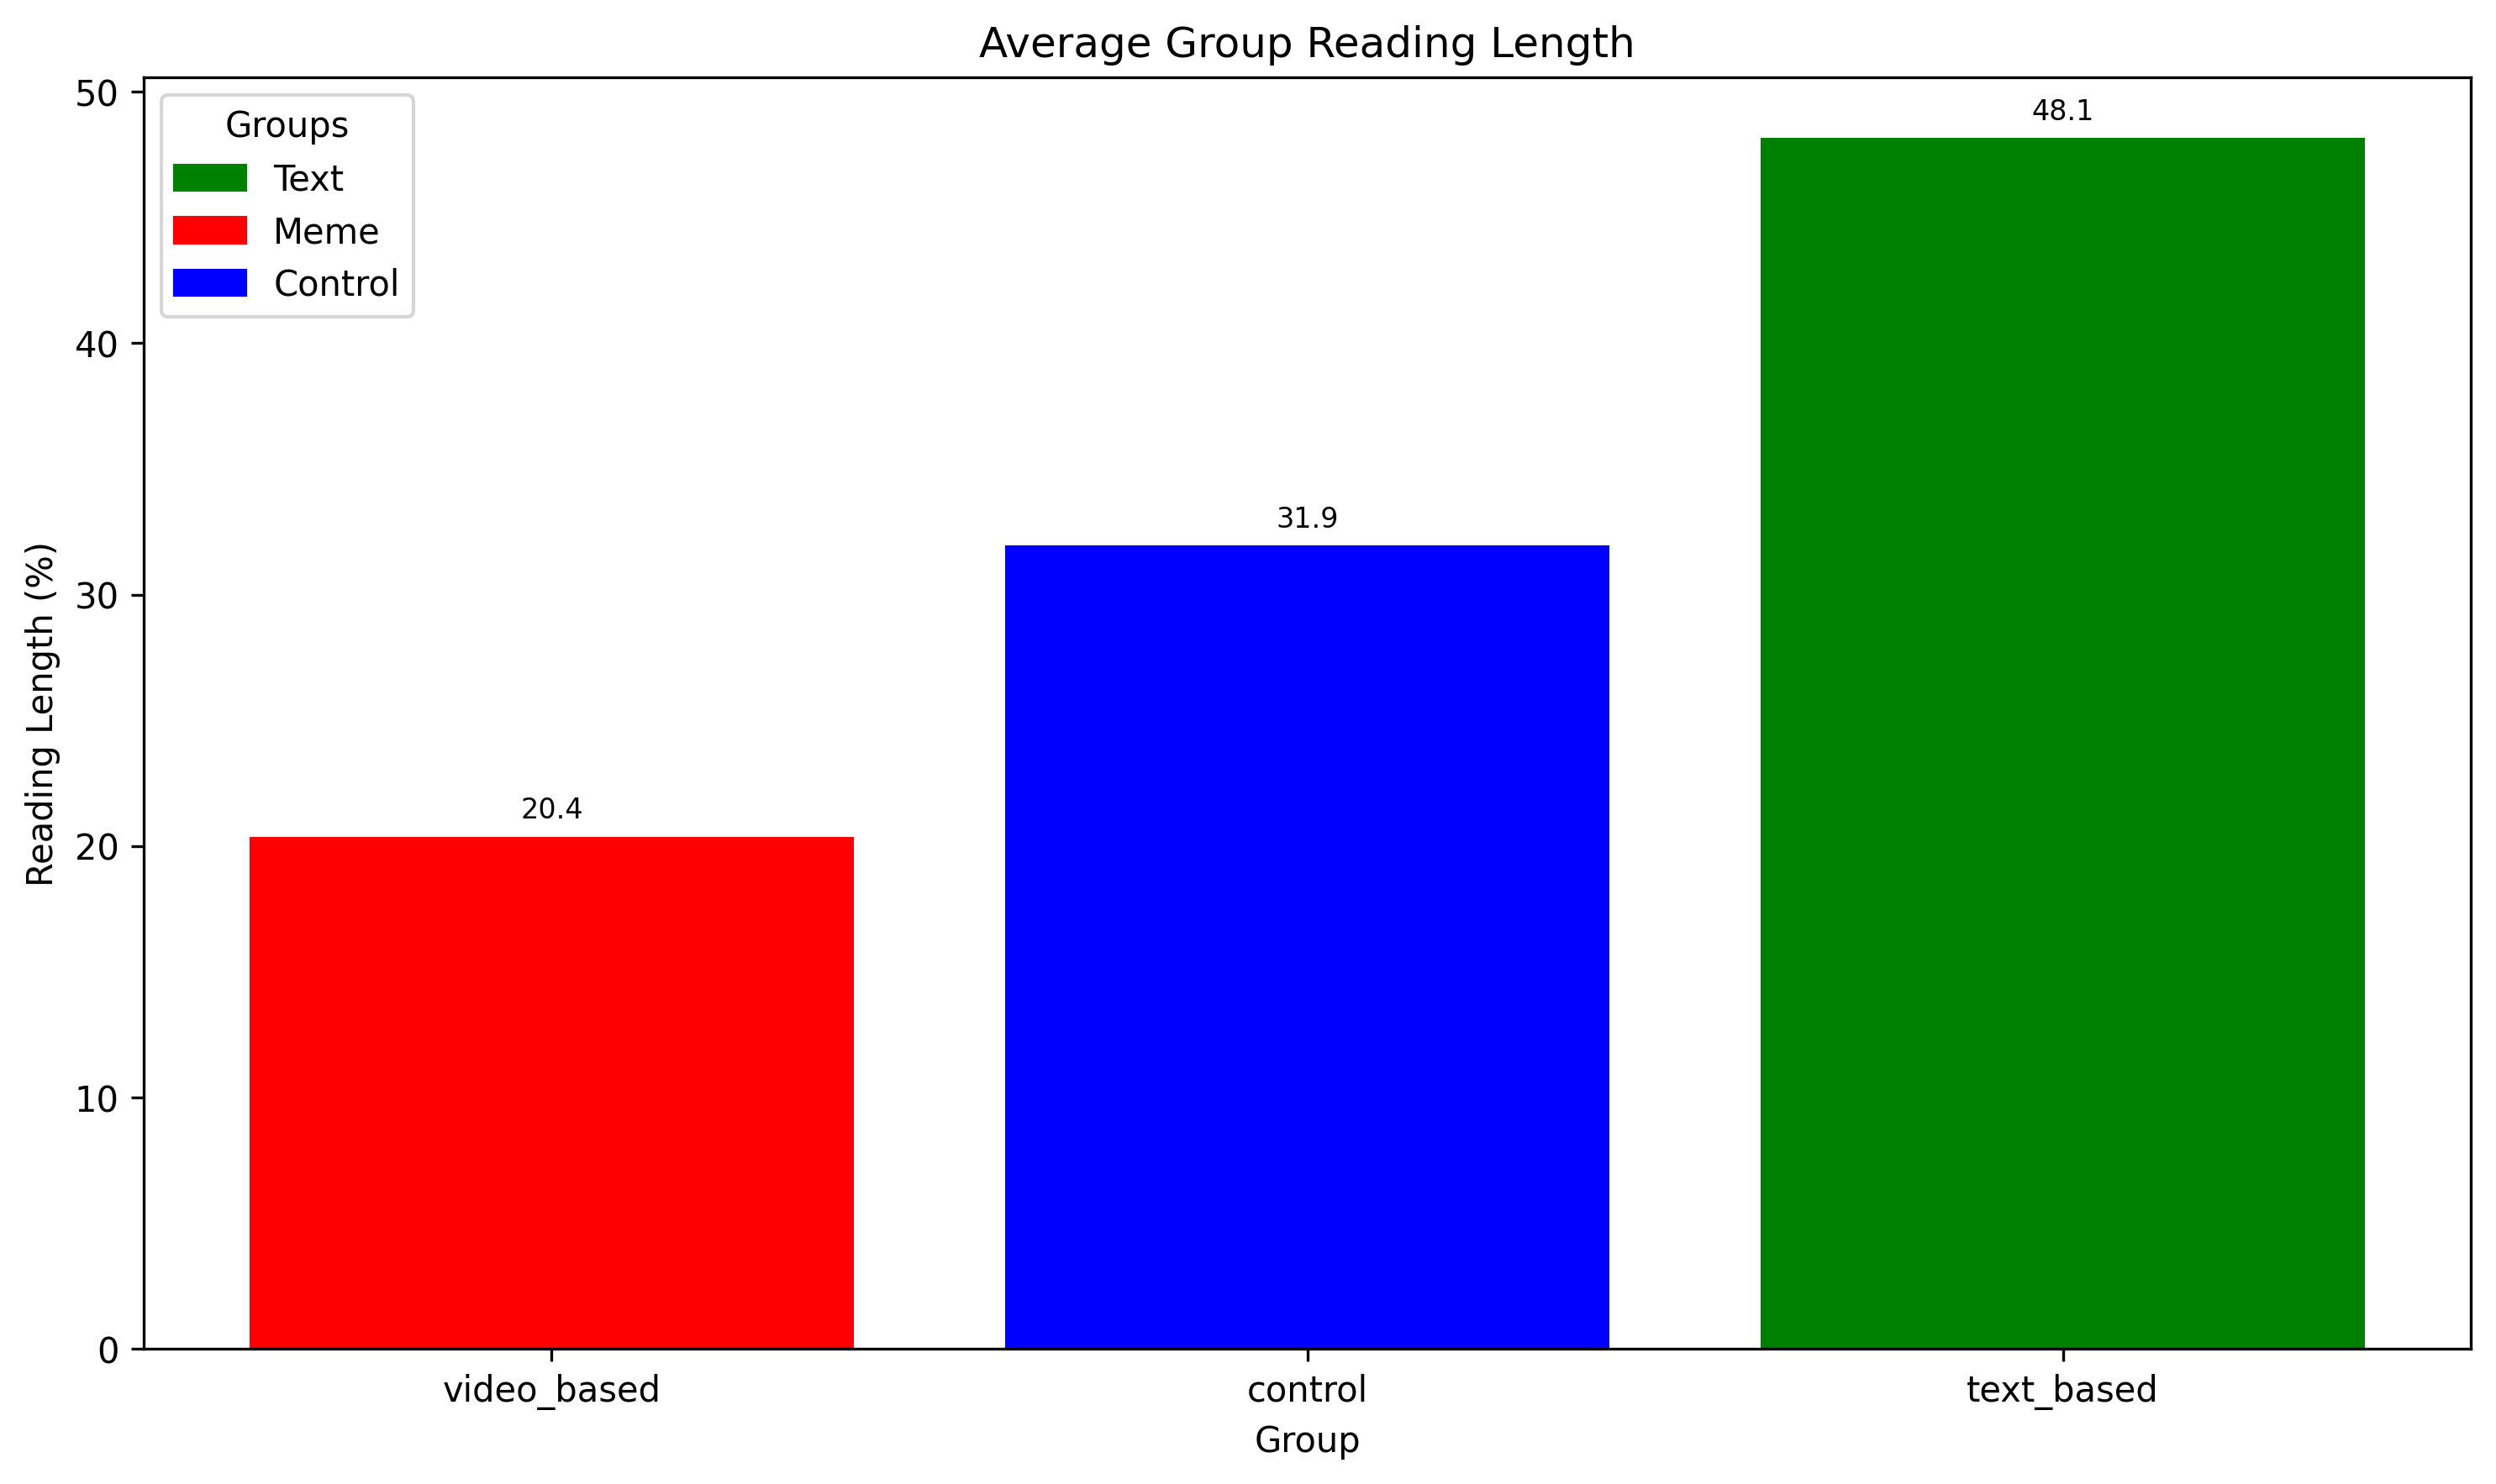 Average Group Reading Length
Groups
Text
Meme
Control
Reading Length (%)
50
40
30
20
10
0
20.4
31.9
48.1
video_based
control
text_based
Group